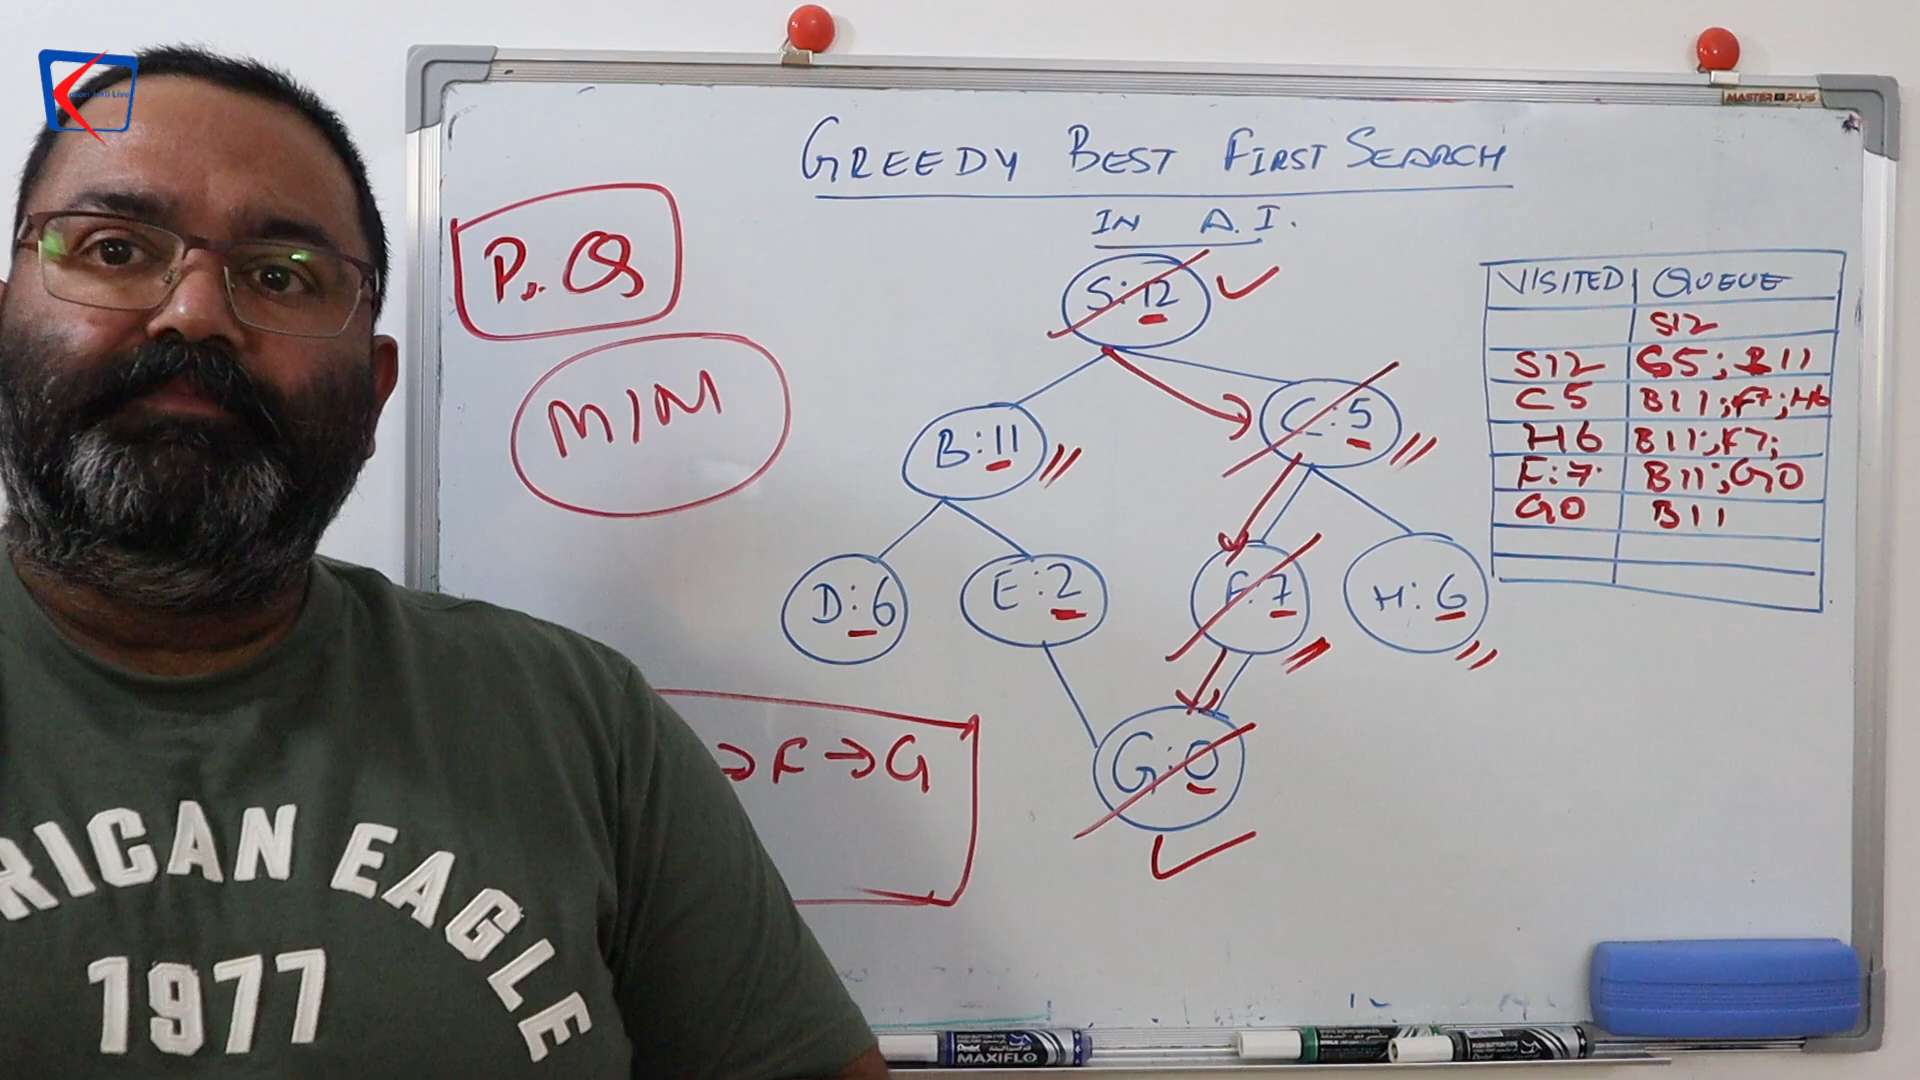 GREEDY BEST FIRST SEARCH
IN A.I.
P. Q
MIN
S:12
B:11
C:5
D:6
E:2
F:7
H:6
G:0
→ F → G
VISITED QUEUE
S12
S12 C5; B11
C5 B11; F7; H6
H6 B11; F7;
F:7 B11; G0
G0 B11
MASTER PLUS
RICAN EAGLE
1977
Pentel
MAXIFLO